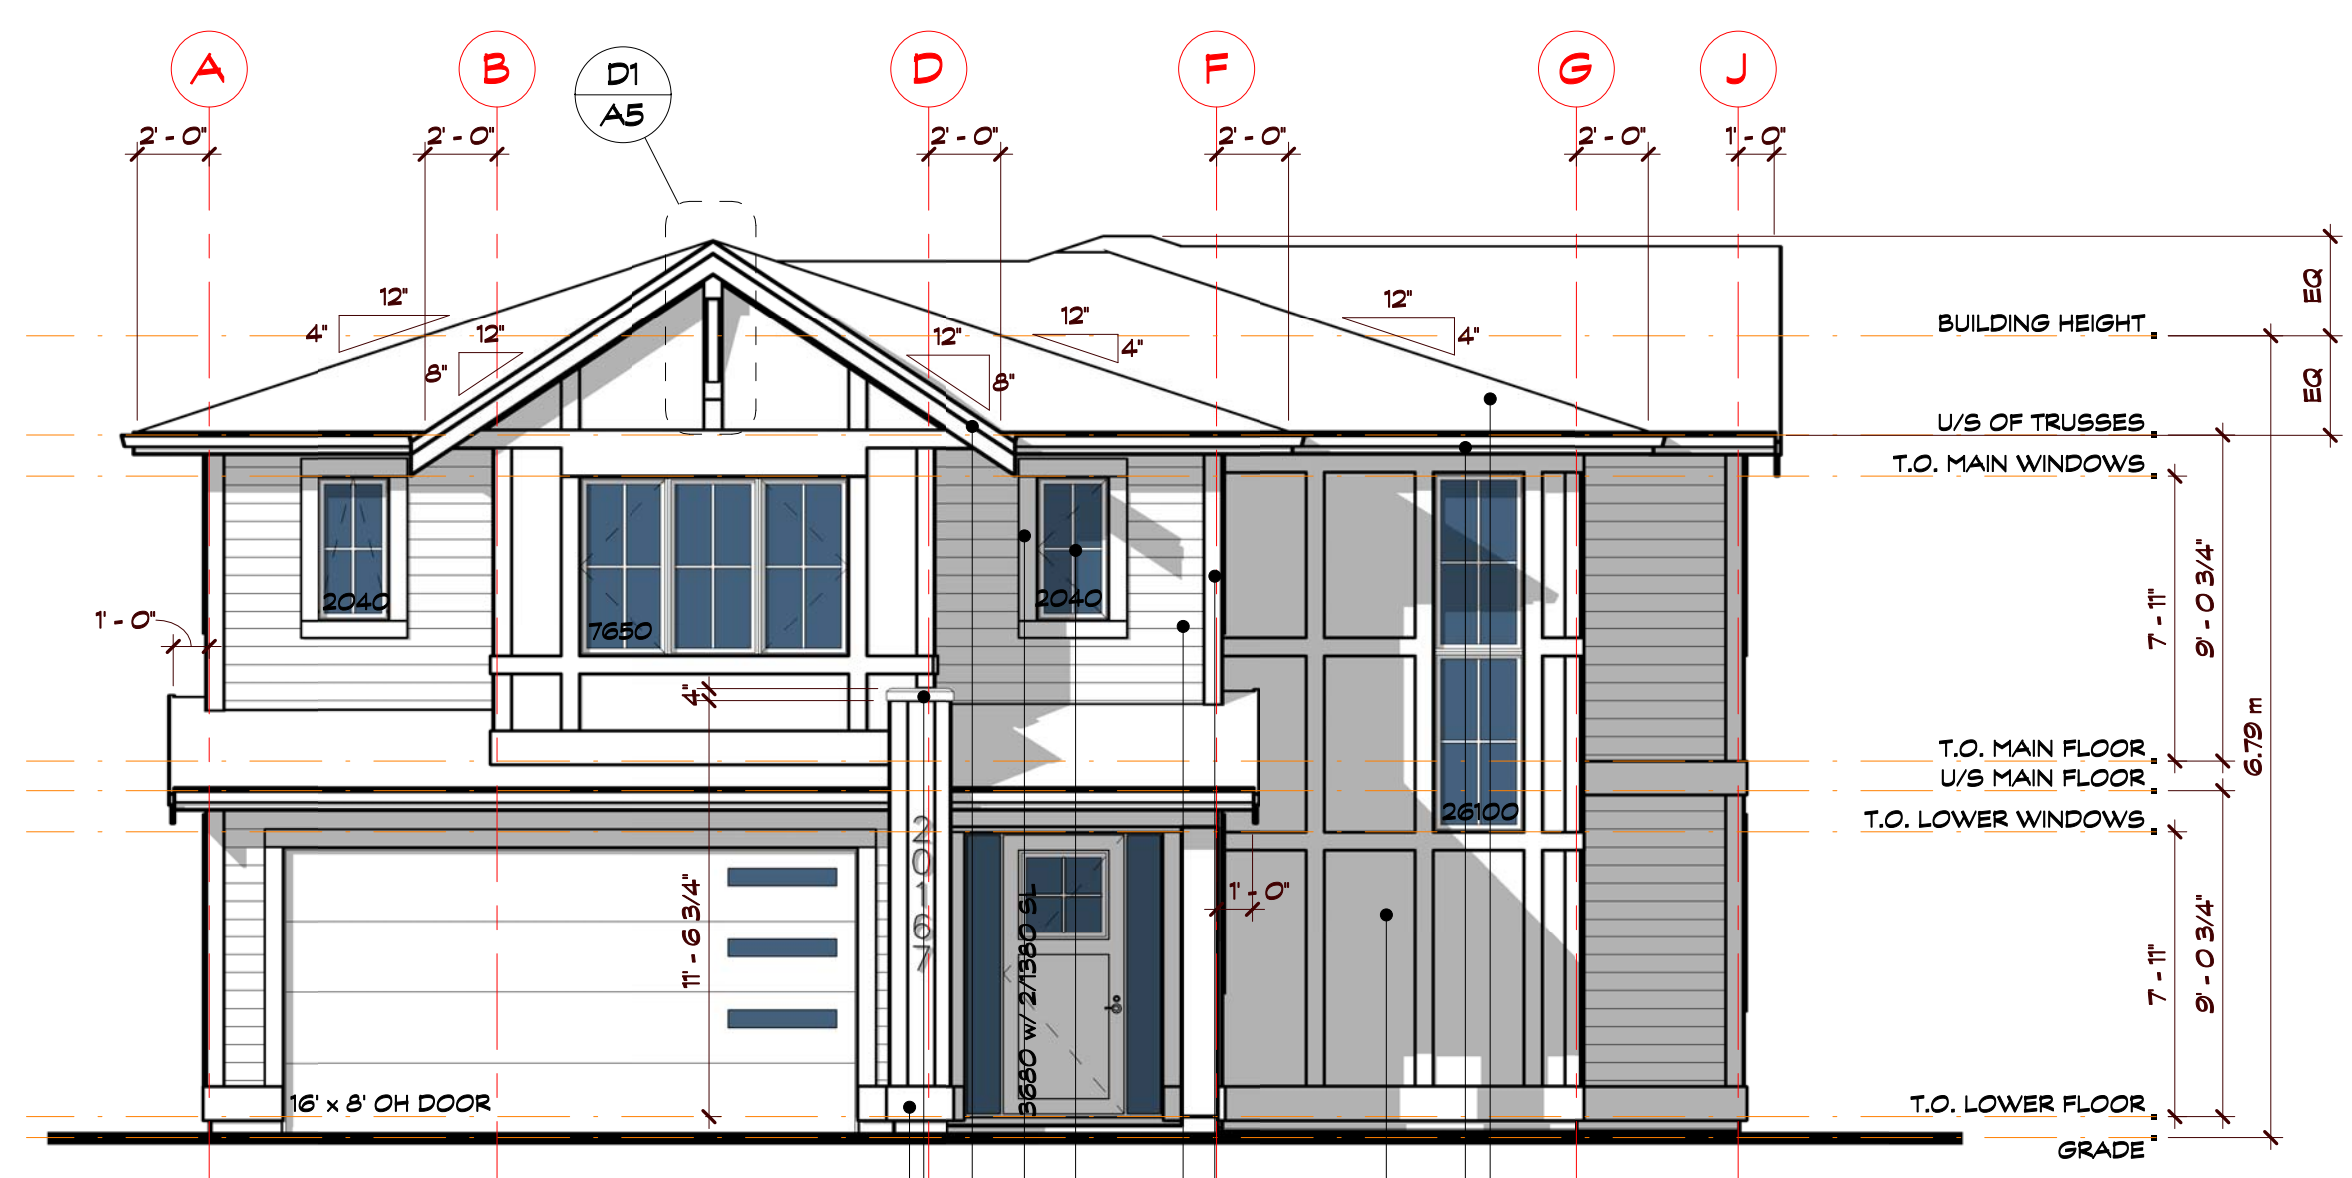 A B D F G J
D1
A5
2' - 0" 2' - 0" 2' - 0" 2' - 0" 2' - 0" 1' - 0"
EQ
12" 12" 12" 12" 12"
4" 8" 8" 4" 4"
BUILDING HEIGHT
EQ
U/S OF TRUSSES
T.O. MAIN WINDOWS
2040 7650 2040
1' - 0"
7' - 11" 9' - 0 3/4"
4"
6.79 m
T.O. MAIN FLOOR
U/S MAIN FLOOR
26100
T.O. LOWER WINDOWS
20167
11' - 6 3/4"
3680 w/ 2/1380 SL
1' - 0"
7' - 11" 9' - 0 3/4"
16' x 8' OH DOOR
T.O. LOWER FLOOR
GRADE